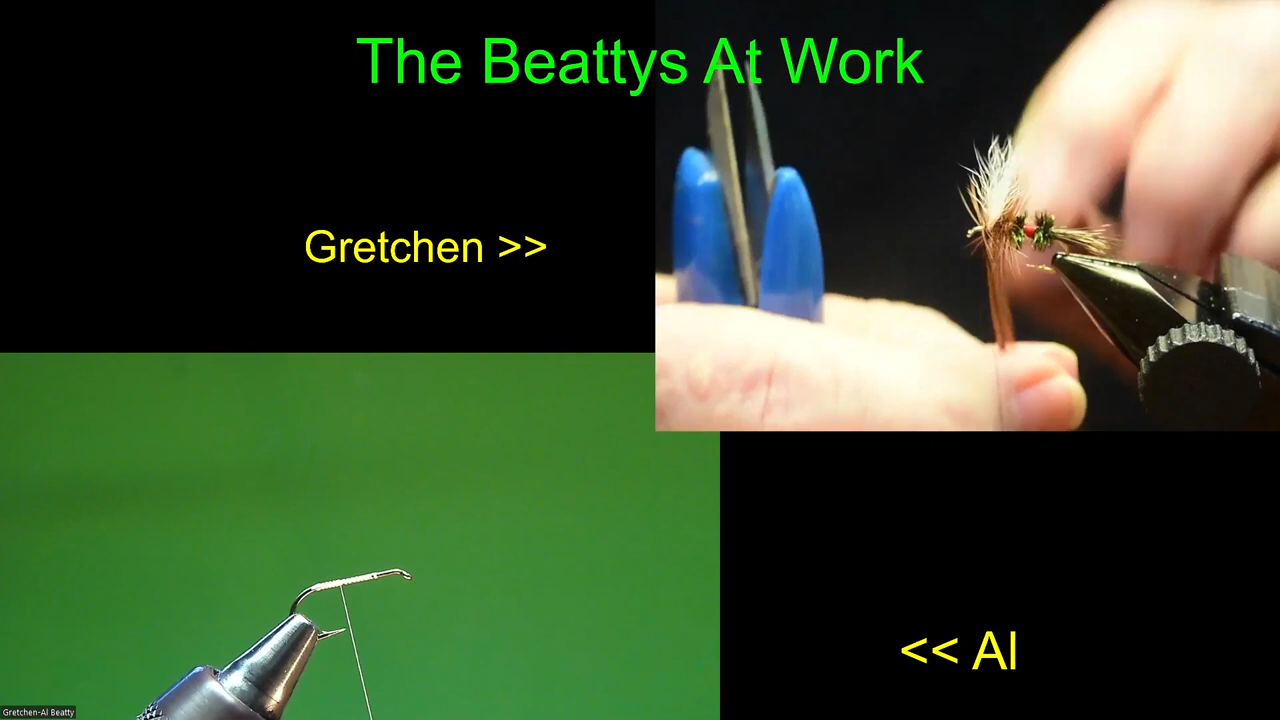 The Beattys At Work
Gretchen >>
<< Al
Gretchen-Al Beatty